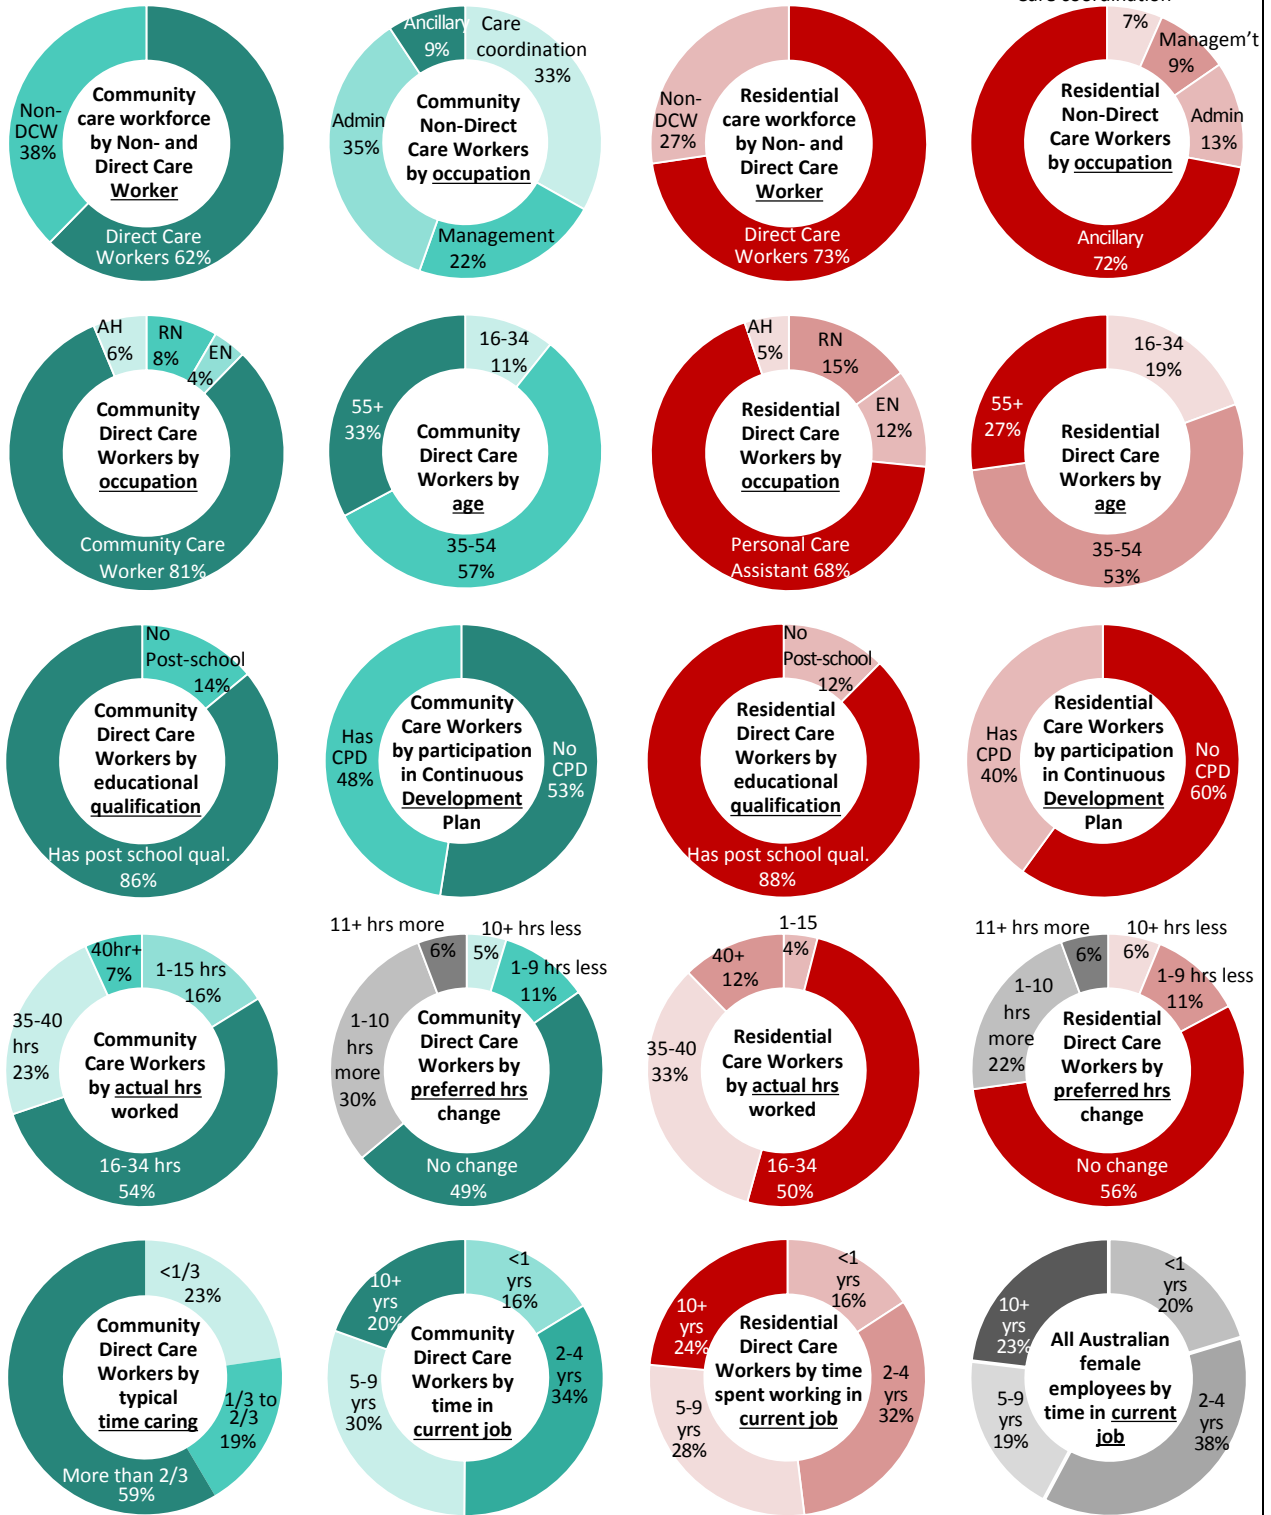 Care coordination
Non-
DCW
38%
Community
care workforce
by Non- and
Direct Care
Worker
Direct Care
Workers 62%
Ancillary
9%
Care
coordination
33%
Admin
35%
Community
Non-Direct
Care Workers
by occupation
Management
22%
Non-
DCW
27%
Residential
care workforce
by Non- and
Direct Care
Worker
Direct Care
Workers 73%
7%
Managem't
9%
Admin
13%
Residential
Non-Direct
Care Workers
by occupation
Ancillary
72%
AH
6%
RN
8%
EN
4%
Community
Direct Care
Workers by
occupation
Community Care
Worker 81%
16-34
11%
55+
33%
Community
Direct Care
Workers by
age
35-54
57%
AH
5%
RN
15%
EN
12%
Residential
Direct Care
Workers by
occupation
Personal Care
Assistant 68%
16-34
19%
55+
27%
Residential
Direct Care
Workers by
age
35-54
53%
No
Post-school
14%
Community
Direct Care
Workers by
educational
qualification
Has post school qual.
86%
Has
CPD
48%
Community
Care Workers
by participation
in Continuous
Development
Plan
No
CPD
53%
No
Post-school
12%
Residential
Direct Care
Workers by
educational
qualification
Has post school qual.
88%
Has
CPD
40%
Residential
Care Workers
by participation
in Continuous
Development
Plan
No
CPD
60%
40hr+
7%
1-15 hrs
16%
35-40
hrs
23%
Community
Care Workers
by actual hrs
worked
16-34 hrs
54%
11+ hrs more
6%
10+ hrs less
5%
1-9 hrs less
11%
1-10
hrs
more
30%
Community
Direct Care
Workers by
preferred hrs
change
No change
49%
1-15
4%
40+
12%
35-40
33%
Residential
Care Workers
by actual hrs
worked
16-34
50%
11+ hrs more
6%
10+ hrs less
6%
1-9 hrs less
11%
1-10
hrs
more
22%
Residential
Direct Care
Workers by
preferred hrs
change
No change
56%
<1/3
23%
Community
Direct Care
Workers by
typical
time caring
1/3 to
2/3
19%
More than 2/3
59%
<1
yrs
16%
10+
yrs
20%
Community
Direct Care
Workers by
time in
current job
2-4
yrs
34%
5-9
yrs
30%
<1
yrs
16%
10+
yrs
24%
Residential
Direct Care
Workers by time
spent working in
current job
2-4
yrs
32%
5-9
yrs
28%
<1
yrs
20%
10+
yrs
23%
All Australian
female
employees by
time in current
job
5-9
yrs
19%
2-4
yrs
38%